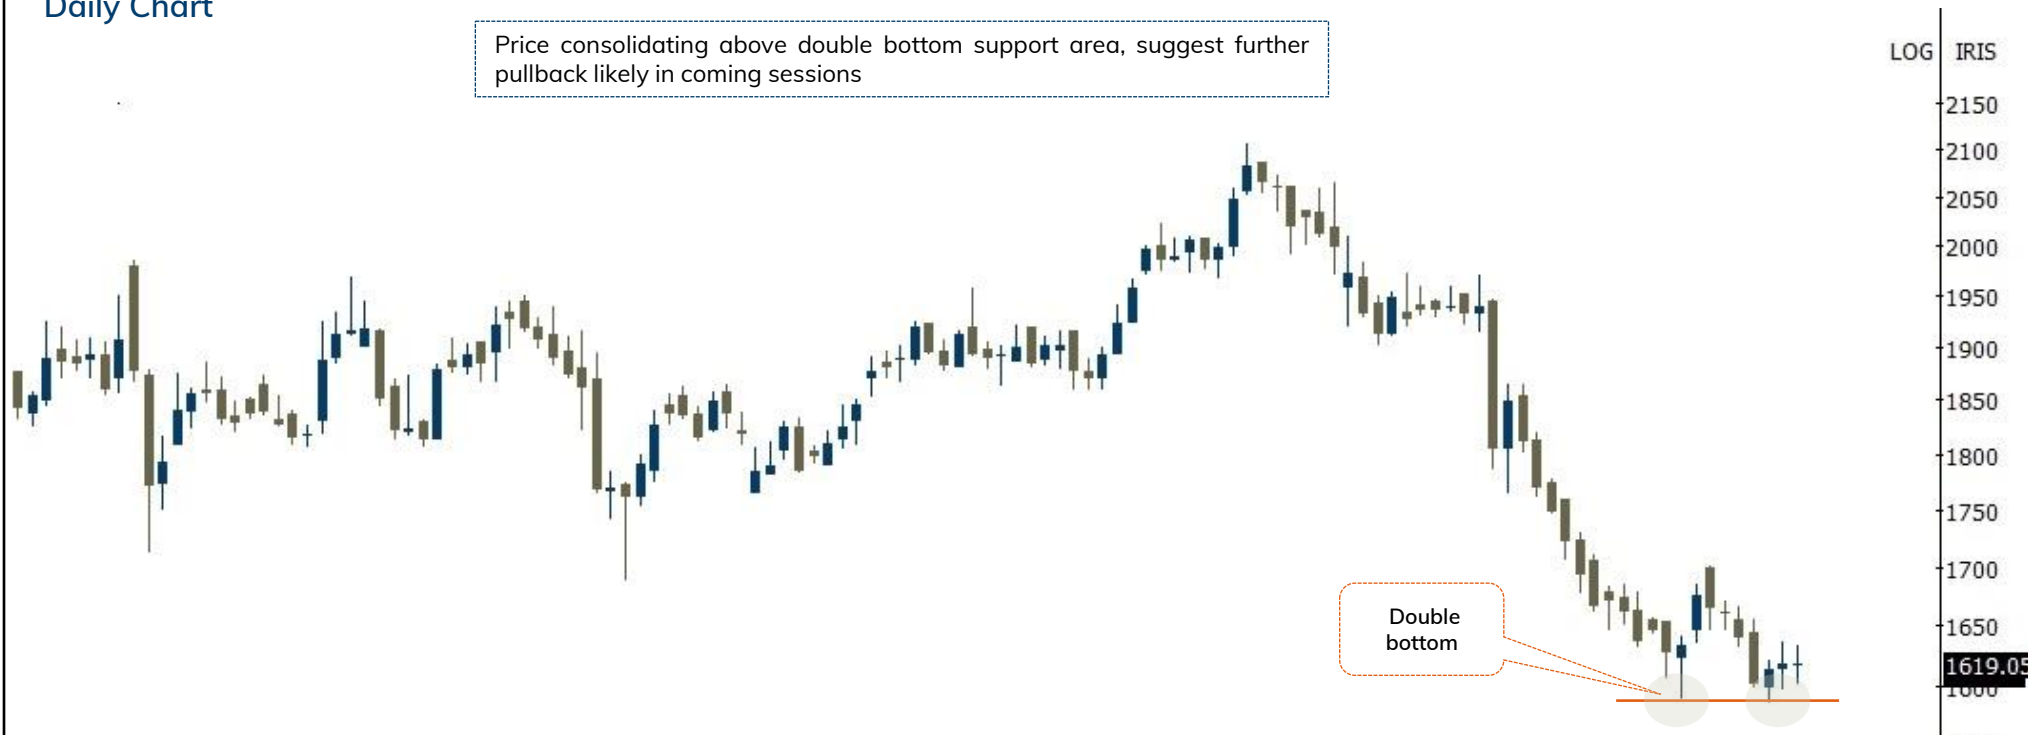 Daily Chart
Price consolidating above double bottom support area, suggest further
pullback likely in coming sessions
LOG IRIS
2150
2100
2050
2000
1950
1900
1850
1800
1750
1700
Double
bottom
1650
1619.05
1600